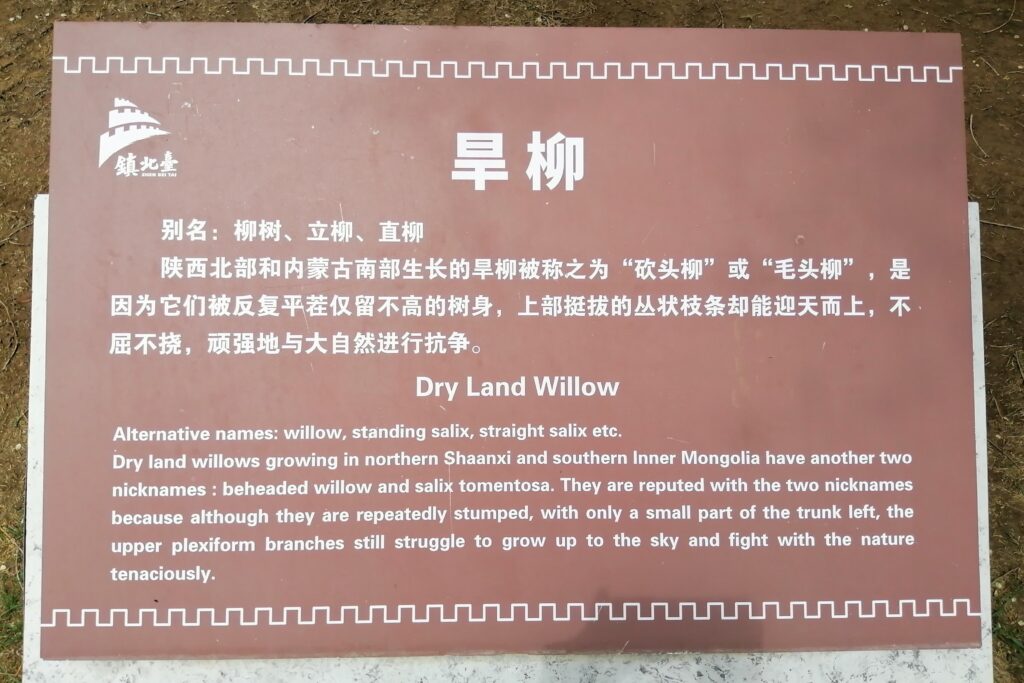 鎮北臺
ZHEN BEI TAI
旱柳
别名：柳树、立柳、直柳
陕西北部和内蒙古南部生长的旱柳被称之为“砍头柳”或“毛头柳”，是
因为它们被反复平茬仅留不高的树身，上部挺拔的丛状枝条却能迎天而上，不
屈不挠，顽强地与大自然进行抗争。
Dry Land Willow
Alternative names: willow, standing salix, straight salix etc.
Dry land willows growing in northern Shaanxi and southern Inner Mongolia have another two
nicknames : beheaded willow and salix tomentosa. They are reputed with the two nicknames
because although they are repeatedly stumped, with only a small part of the trunk left, the
upper plexiform branches still struggle to grow up to the sky and fight with the nature
tenaciously.